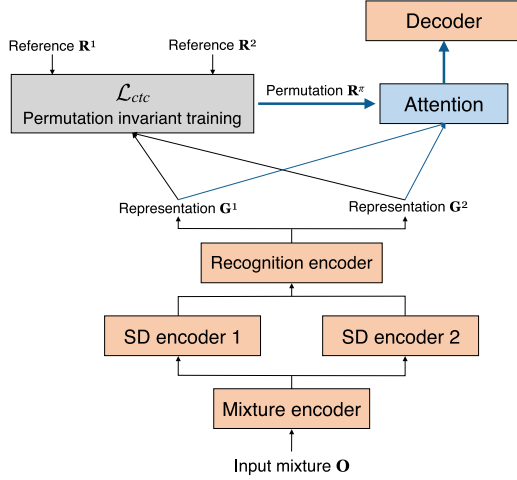 Decoder
Reference R¹
Reference R²
ℒctc
Permutation invariant training
Permutation Rπ
Attention
Representation G¹
Representation G²
Recognition encoder
SD encoder 1
SD encoder 2
Mixture encoder
Input mixture O